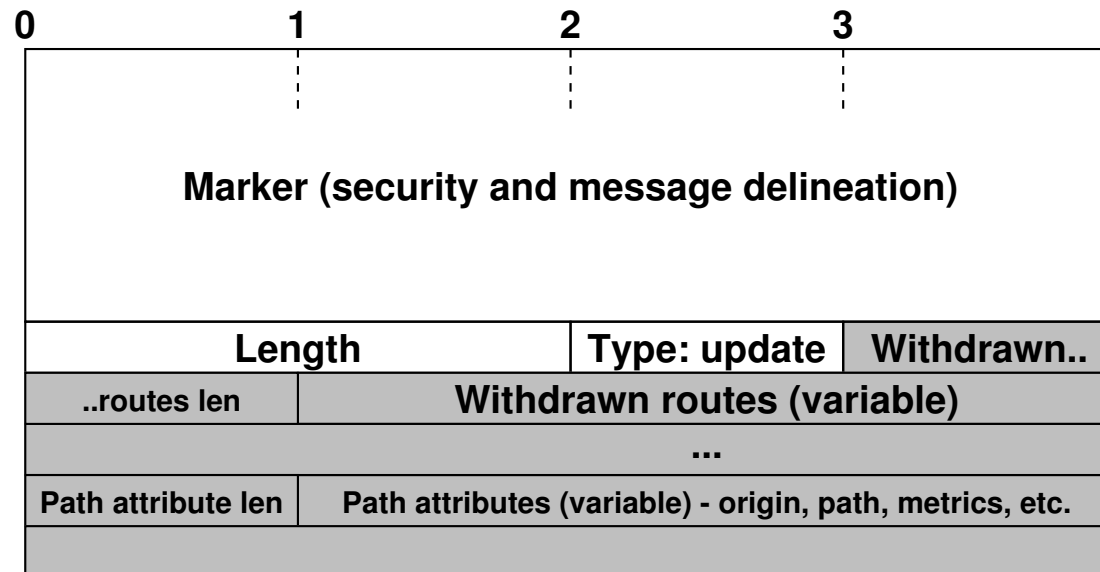 0 1 2 3
Marker (security and message delineation)
Length Type: update Withdrawn..
..routes len Withdrawn routes (variable)
...
Path attribute len Path attributes (variable) - origin, path, metrics, etc.